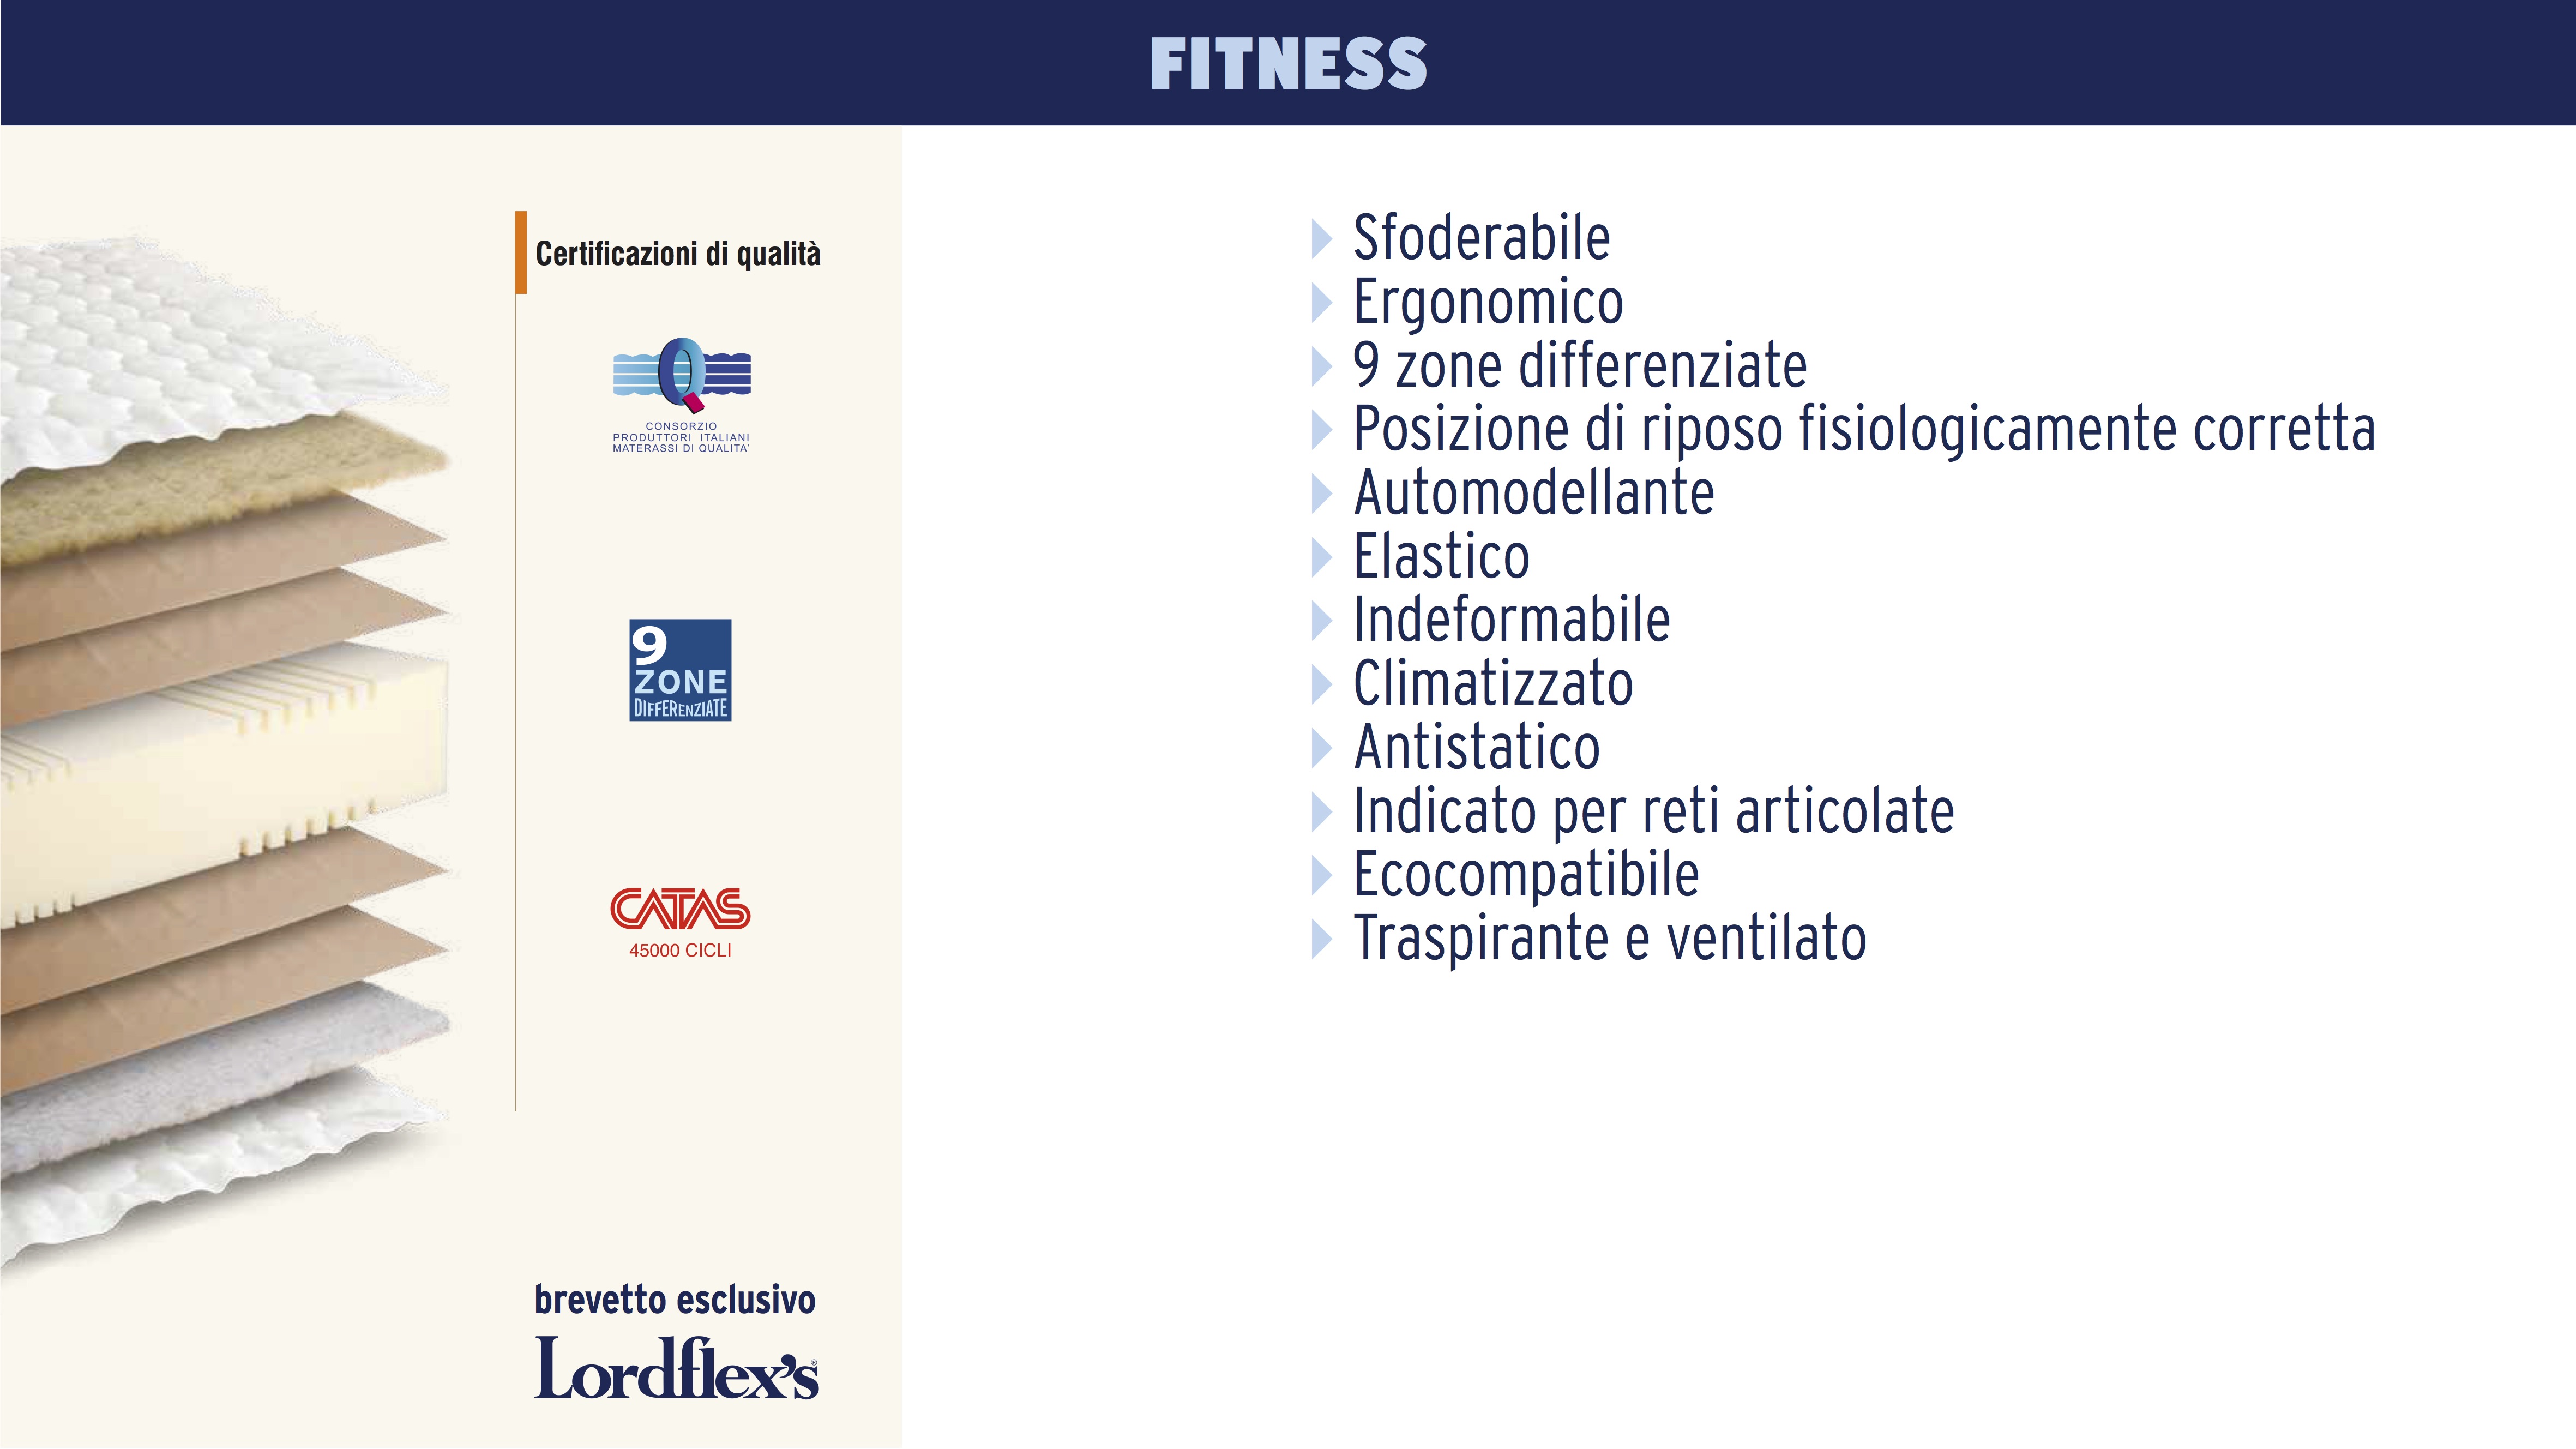 FITNESS
Certificazioni di qualità
CONSORZIO
PRODUTTORI ITALIANI
MATERASSI DI QUALITA'
9
ZONE
DIFFERENZIATE
CATAS
45000 CICLI
brevetto esclusivo
Lordflex's®
Sfoderabile
Ergonomico
9 zone differenziate
Posizione di riposo fisiologicamente corretta
Automodellante
Elastico
Indeformabile
Climatizzato
Antistatico
Indicato per reti articolate
Ecocompatibile
Traspirante e ventilato